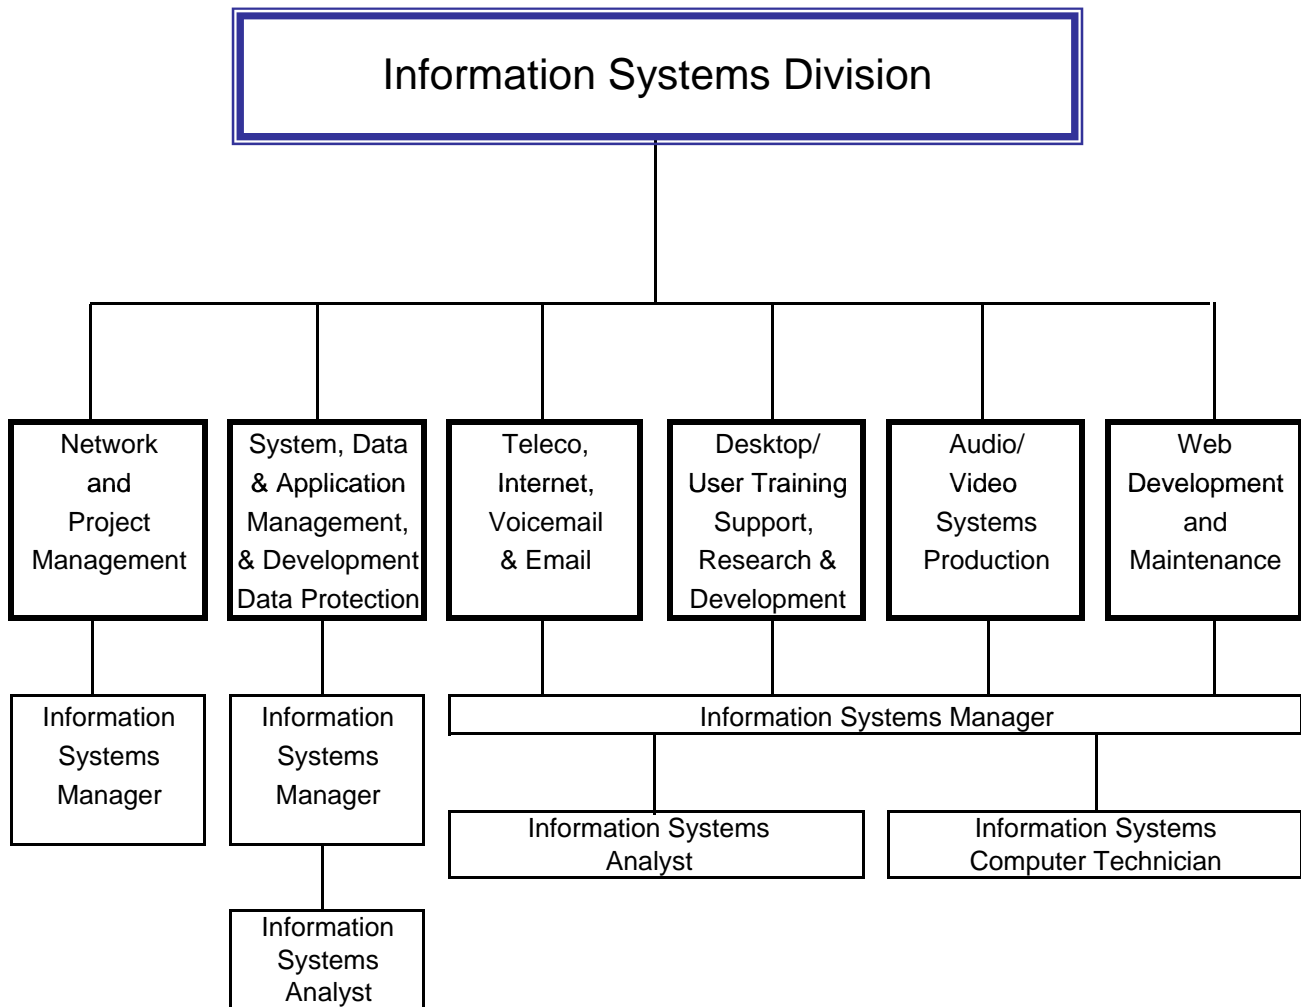 Information Systems Division
Network
and
Project
Management
System, Data
& Application
Management,
& Development
Data Protection
Teleco,
Internet,
Voicemail
& Email
Desktop/
User Training
Support,
Research &
Development
Audio/
Video
Systems
Production
Web
Development
and
Maintenance
Information
Systems
Manager
Information
Systems
Manager
Information Systems Manager
Information Systems
Analyst
Information Systems
Computer Technician
Information
Systems
Analyst